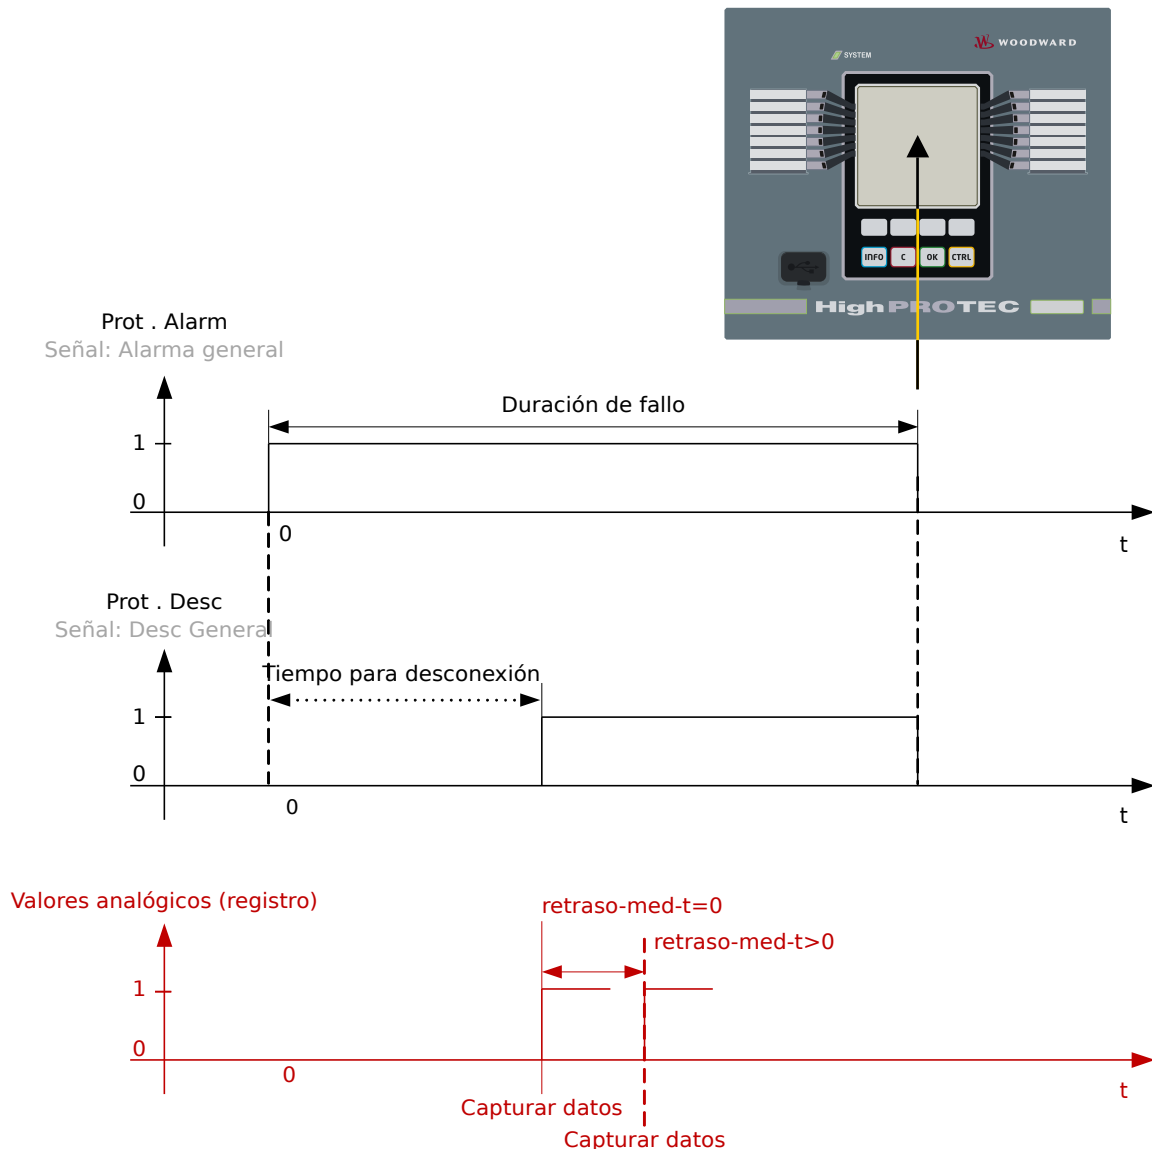 WOODWARD
SYSTEM
INFO
C
OK
CTRL
HighPROTEC
Prot . Alarm
Señal: Alarma general
Duración de fallo
1
0
0
t
Prot . Desc
Señal: Desc General
Tiempo para desconexión
1
0
0
t
Valores analógicos (registro)
retraso-med-t=0
retraso-med-t>0
1
0
0
t
Capturar datos
Capturar datos